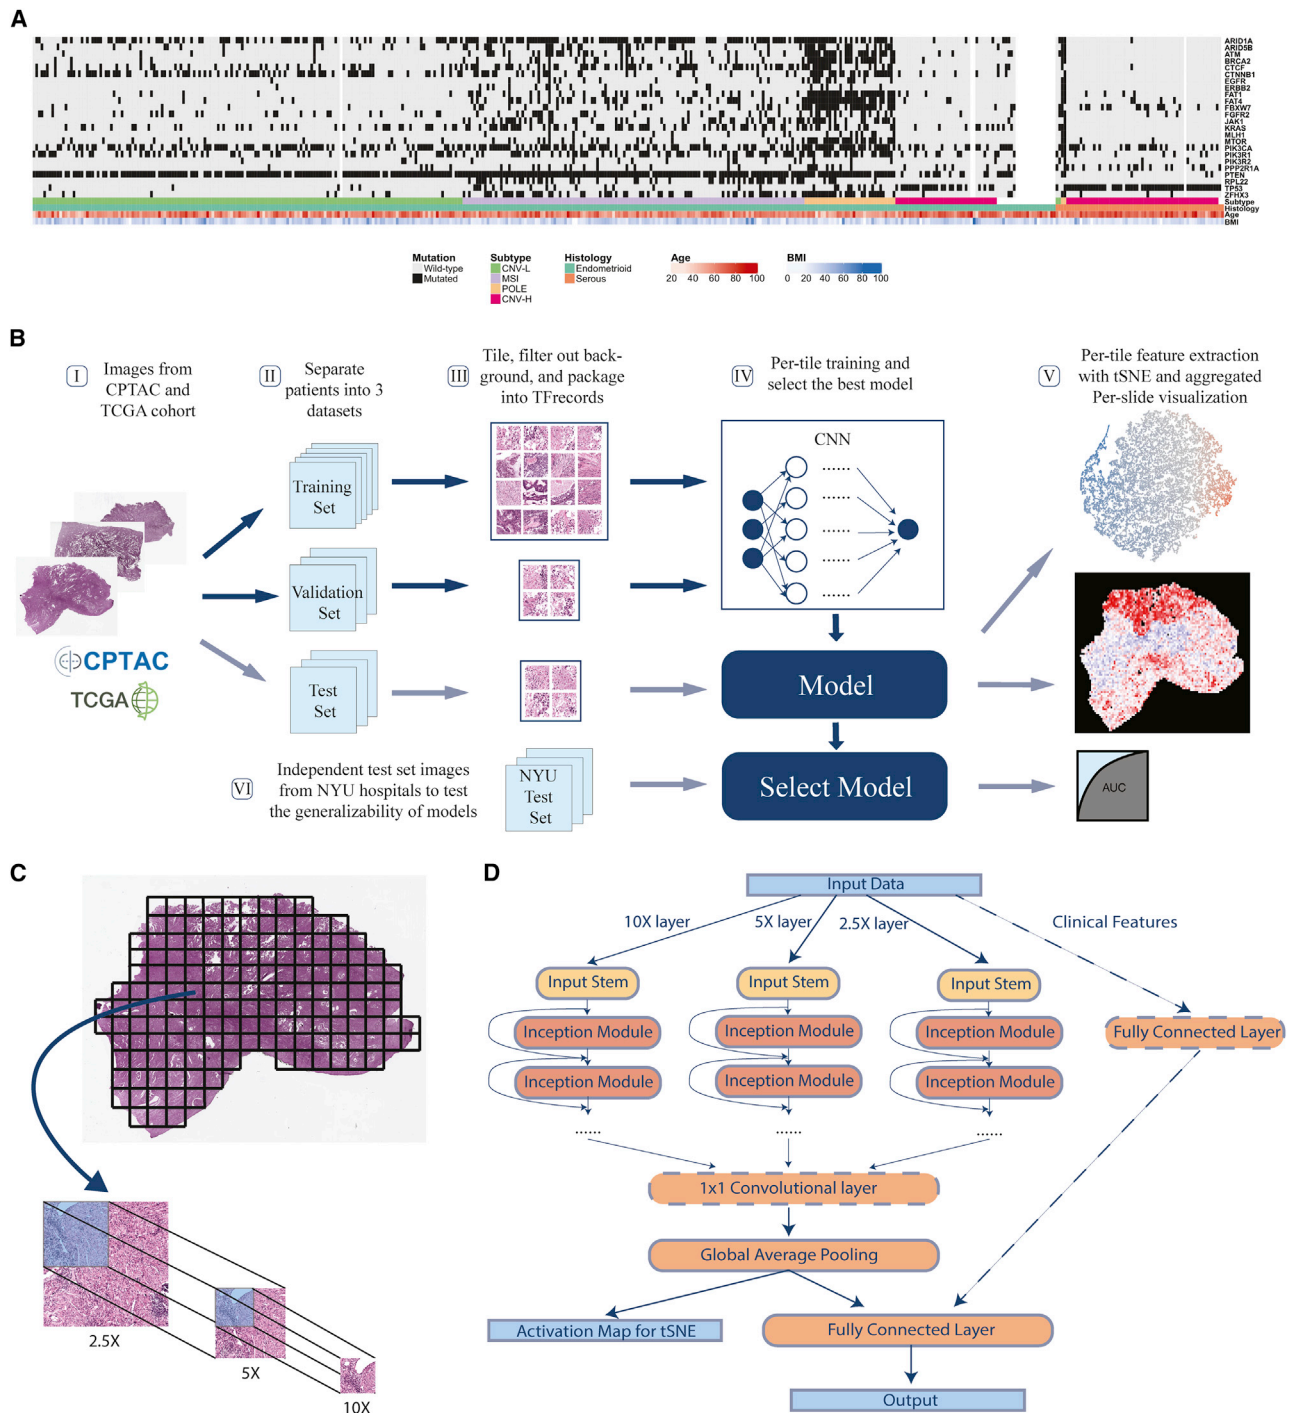 A
ARID1A
ARID5B
ATM
BRCA2
CTCF
CTNNB1
EGFR
ERBB2
FAT1
FAT4
FBXW7
FGFR2
JAK1
KRAS
MLH1
MTOR
PIK3CA
PIK3R1
PIK3R2
PPP2R1A
PTEN
RPL22
TP53
ZFHX3
Subtype
Histology
Age
BMI
Mutation
Wild-type
Mutated
Subtype
CNV-L
MSI
POLE
CNV-H
Histology
Endometrioid
Serous
Age
20 40 60 80 100
BMI
0 20 40 60 80 100
B
I
Images from
CPTAC and
TCGA cohort
II
Separate
patients into 3
datasets
III
Tile, filter out back-
ground, and package
into TFrecords
IV
Per-tile training and
select the best model
V
Per-tile feature extraction
with tSNE and aggregated
Per-slide visualization
Training
Set
Validation
Set
Test
Set
CNN
......
......
......
......
......
CPTAC
TCGA
Model
Select Model
VI
Independent test set images
from NYU hospitals to test
the generalizability of models
NYU
Test
Set
AUC
C
2.5X
5X
10X
D
Input Data
10X layer
5X layer
2.5X layer
Clinical Features
Input Stem
Input Stem
Input Stem
Inception Module
Inception Module
Inception Module
Fully Connected Layer
Inception Module
Inception Module
Inception Module
......
......
......
1x1 Convolutional layer
Global Average Pooling
Activation Map for tSNE
Fully Connected Layer
Output